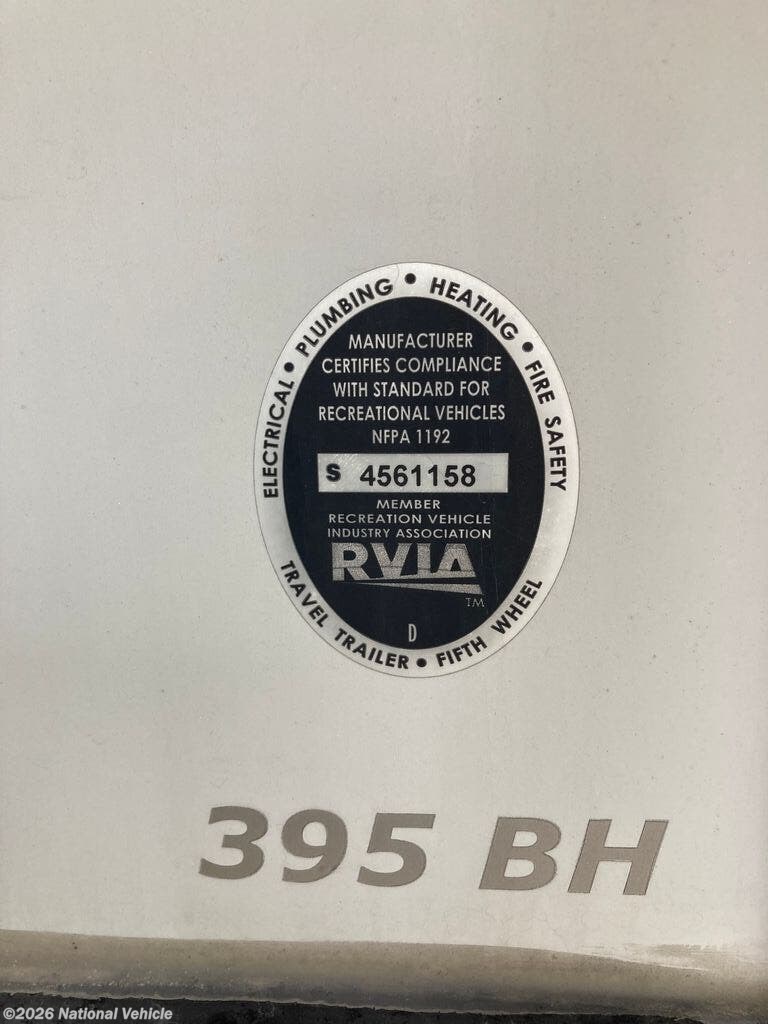 ELECTRICAL • PLUMBING • HEATING • FIRE SAFETY
MANUFACTURER
CERTIFIES COMPLIANCE
WITH STANDARD FOR
RECREATIONAL VEHICLES
NFPA 1192
S 4561158
MEMBER
RECREATION VEHICLE
INDUSTRY ASSOCIATION
RVIA
TM
D
TRAVEL TRAILER • FIFTH WHEEL
395 BH
©2026 National Vehicle